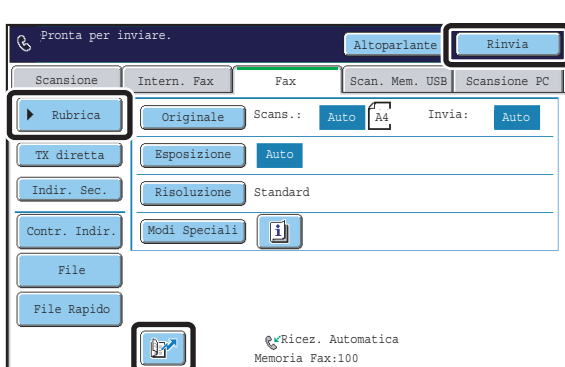 Pronta per inviare.
Altoparlante
Rinvia
Scansione
Intern. Fax
Fax
Scan. Mem. USB
Scansione PC
Rubrica
Originale
Scans.:
Auto
A4
Invia:
Auto
TX diretta
Esposizione
Auto
Indir. Sec.
Risoluzione
Standard
Contr. Indir.
Modi Speciali
File
File Rapido
Ricez. Automatica
Memoria Fax:100